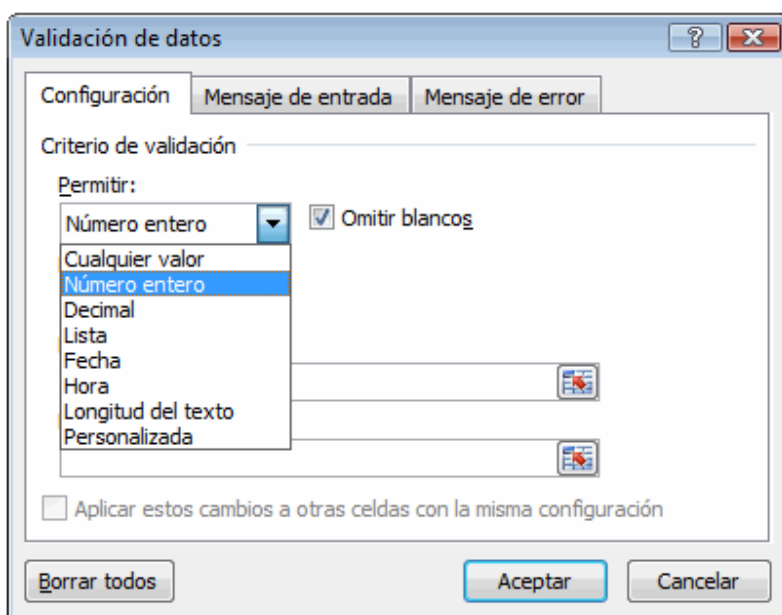 Validación de datos
Configuración Mensaje de entrada Mensaje de error
Criterio de validación
Permitir:
Número entero Omitir blancos
Cualquier valor
Número entero
Decimal
Lista
Fecha
Hora
Longitud del texto
Personalizada
Aplicar estos cambios a otras celdas con la misma configuración
Borrar todos Aceptar Cancelar